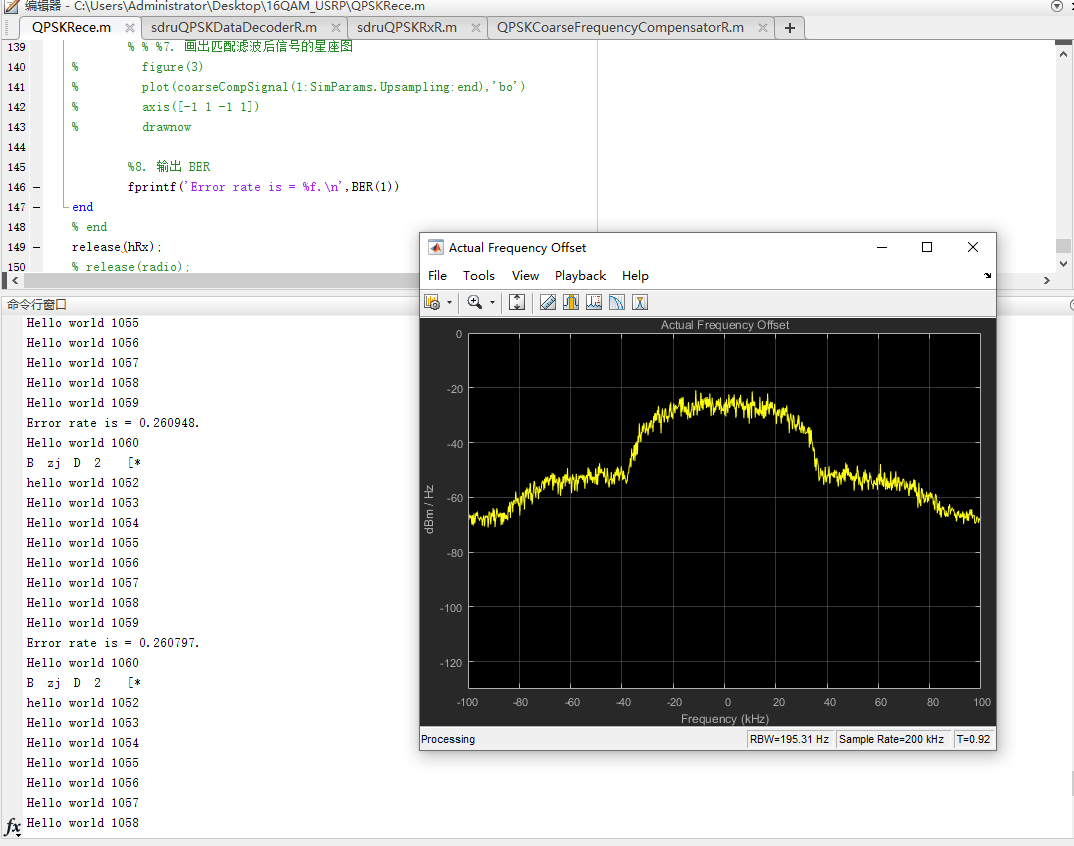 编辑器 - C:\Users\Administrator\Desktop\16QAM_USRP\QPSKRece.m
QPSKRece.m × sdruQPSKDataDecoderR.m × sdruQPSKRxR.m × QPSKCoarseFrequencyCompensatorR.m × +
139 % % %7. 画出匹配滤波后信号的星座图
140 % figure(3)
141 % plot(coarseCompSignal(1:SimParams.Upsampling:end),'bo')
142 % axis([-1 1 -1 1])
143 % drawnow
144
145 %8. 输出 BER
146 — fprintf('Error rate is = %f.\n',BER(1))
147 — end
148 % end
149 — release(hRx);
150 % release(radio);
命令行窗口
Hello world 1055
Hello world 1056
Hello world 1057
Hello world 1058
Hello world 1059
Error rate is = 0.260948.
Hello world 1060
B zj D 2 [*
hello world 1052
Hello world 1053
Hello world 1054
Hello world 1055
Hello world 1056
Hello world 1057
Hello world 1058
Hello world 1059
Error rate is = 0.260797.
Hello world 1060
B zj D 2 [*
hello world 1052
Hello world 1053
Hello world 1054
Hello world 1055
Hello world 1056
Hello world 1057
fx Hello world 1058
Actual Frequency Offset
File Tools View Playback Help
Actual Frequency Offset
0
-20
-40
-60
-80
-100
-120
dBm / Hz
-100 -80 -60 -40 -20 0 20 40 60 80 100
Frequency (kHz)
Processing RBW=195.31 Hz Sample Rate=200 kHz T=0.92